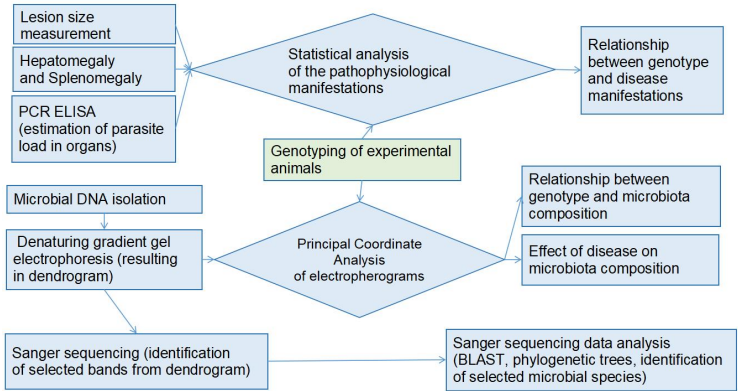 Lesion size
measurement
Hepatomegaly
and Splenomegaly
PCR ELISA
(estimation of parasite
load in organs)
Statistical analysis
of the pathophysiological
manifestations
Relationship
between genotype
and disease
manifestations
Genotyping of experimental
animals
Microbial DNA isolation
Denaturing gradient gel
electrophoresis (resulting
in dendrogram)
Principal Coordinate
Analysis
of electropherograms
Relationship between
genotype and microbiota
composition
Effect of disease on
microbiota composition
Sanger sequencing (identification
of selected bands from dendrogram)
Sanger sequencing data analysis
(BLAST, phylogenetic trees, identification
of selected microbial species)